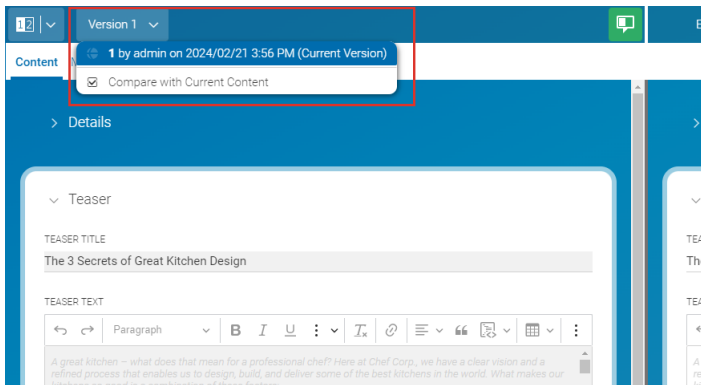 12
Version 1
1 by admin on 2024/02/21 3:56 PM (Current Version)
Content
Compare with Current Content
Details
Teaser
TEASER TITLE
The 3 Secrets of Great Kitchen Design
TEASER TEXT
Paragraph
B I U
A great kitchen – what does that mean for a professional chef? Here at Chef Corp., we have a clear vision and a
refined process that enables us to design, build, and deliver some of the best kitchens in the world. What makes our